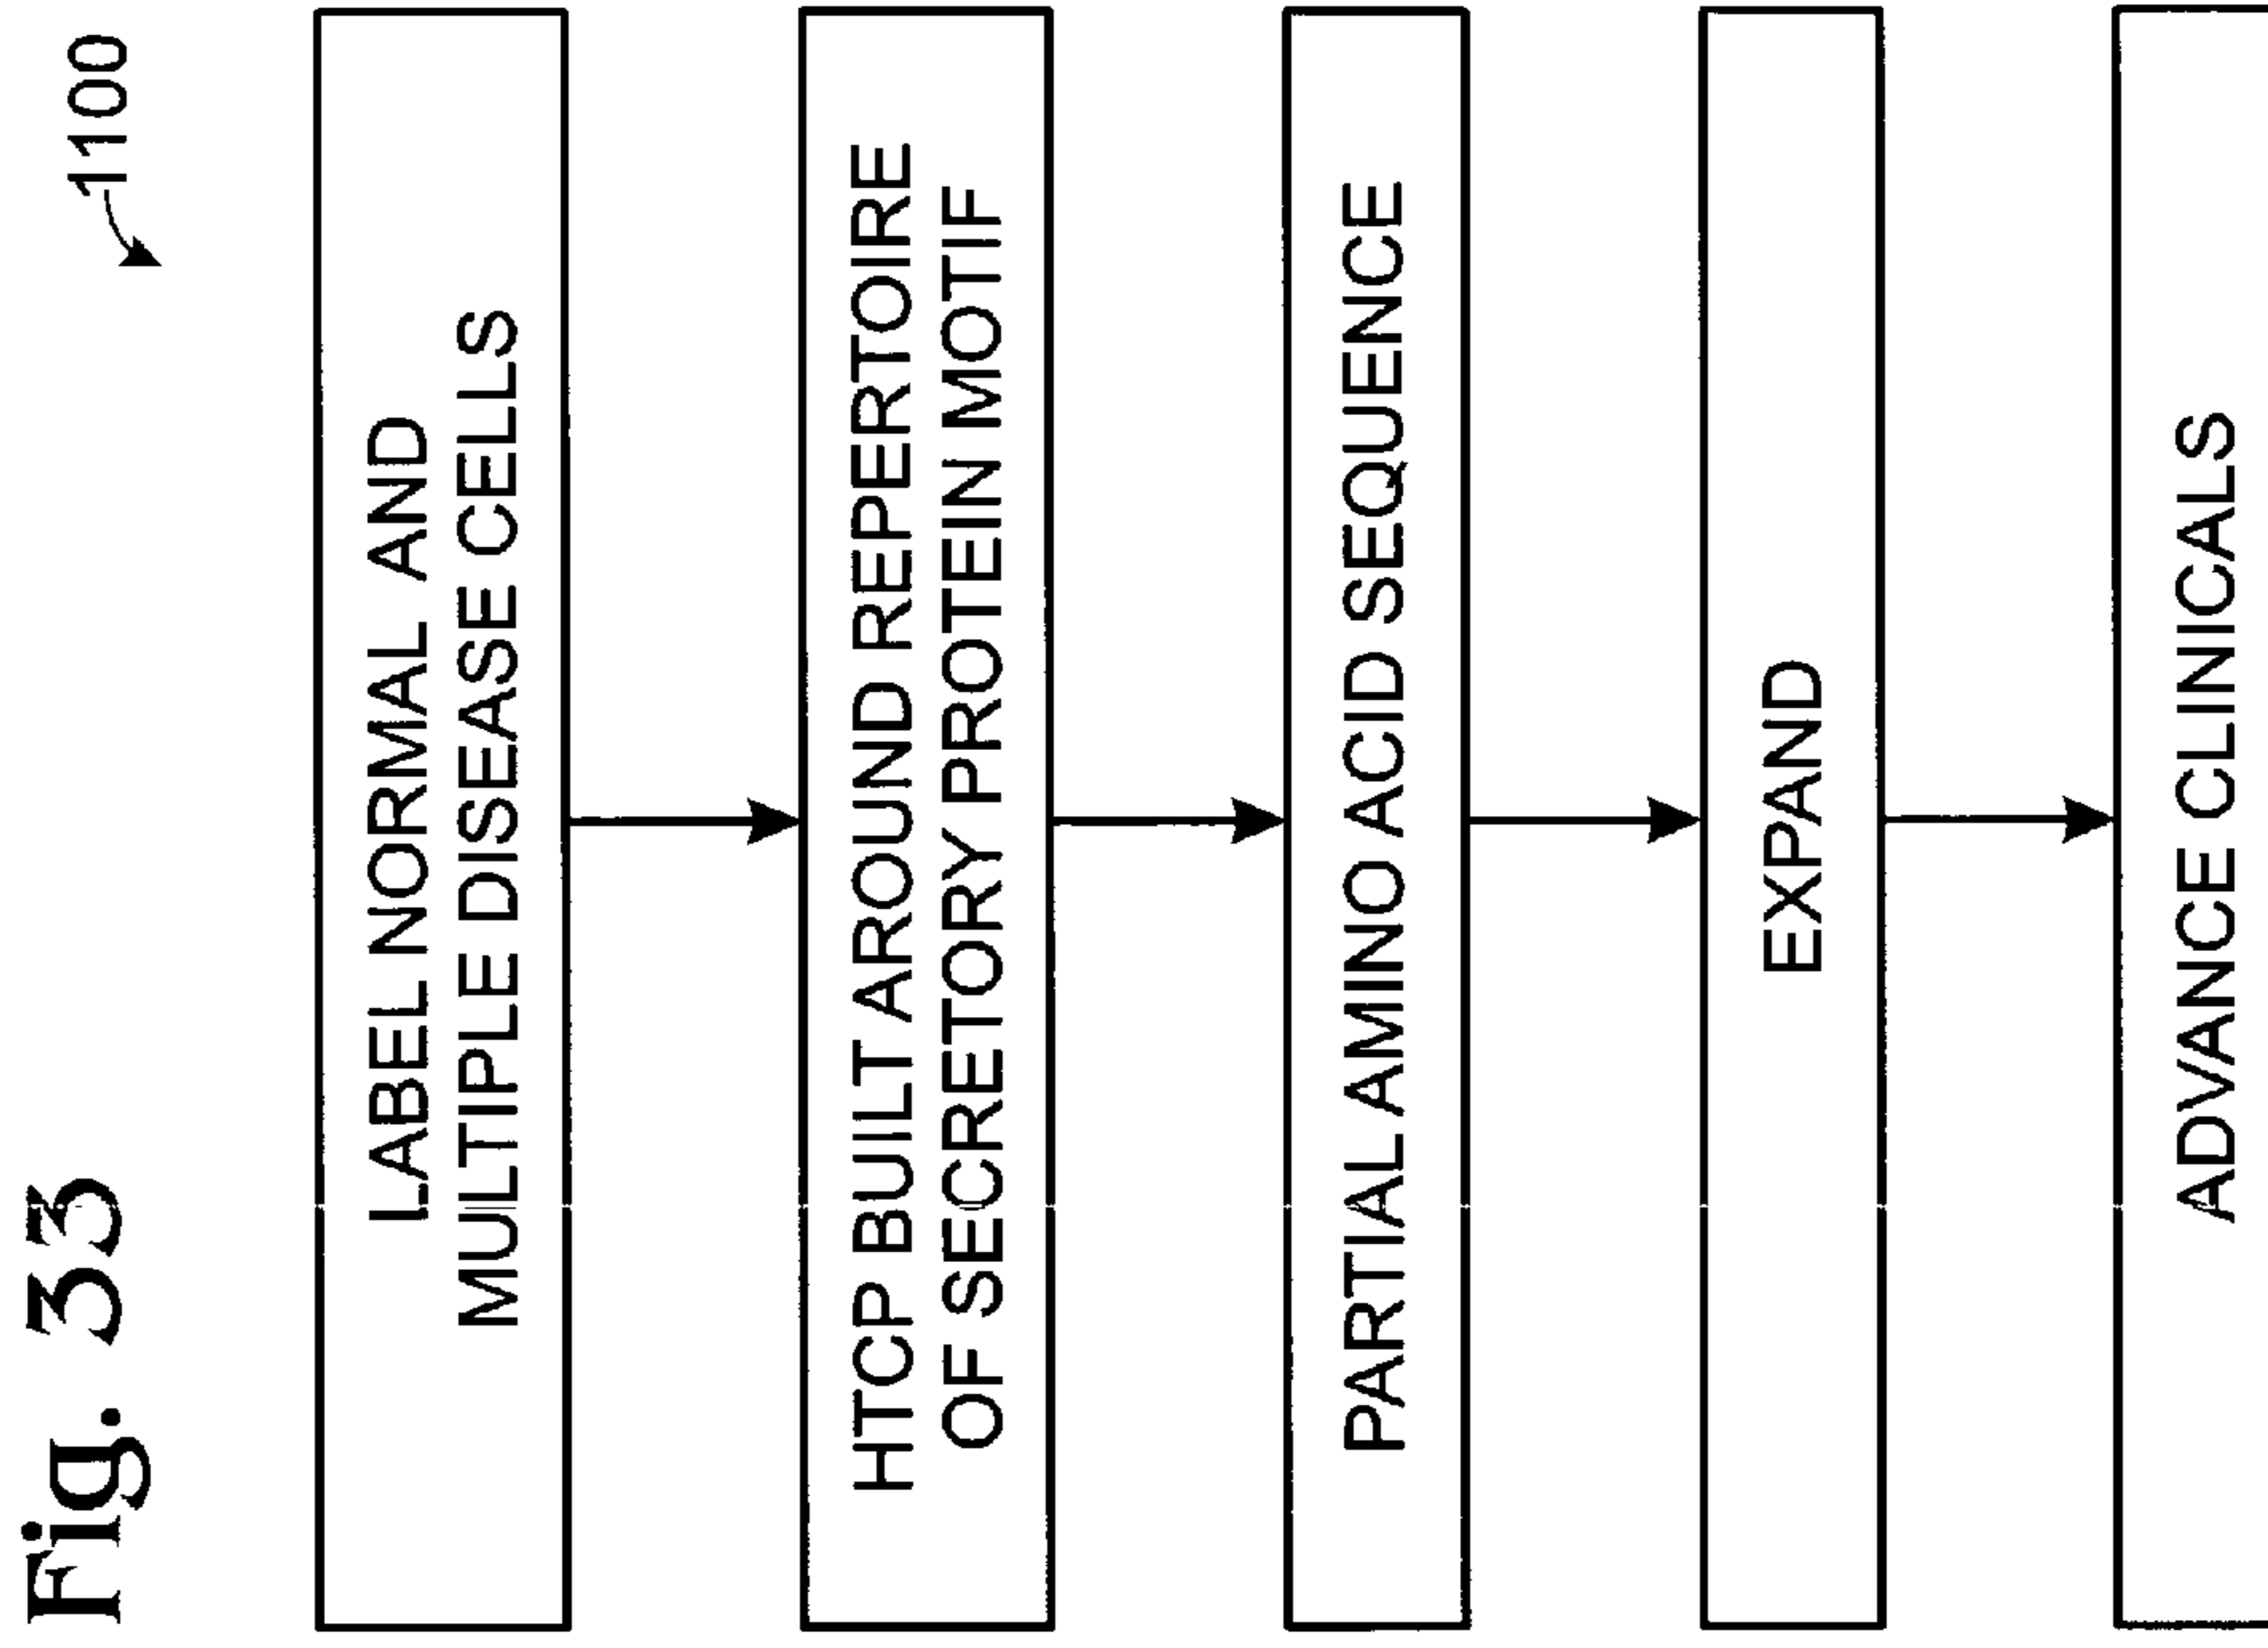 Fig. 33
1100
LABEL NORMAL AND
MULTIPLE DISEASE CELLS
HTCP BUILT AROUND REPERTOIRE
OF SECRETORY PROTEIN MOTIF
PARTIAL AMINO ACID SEQUENCE
EXPAND
ADVANCE CLINICALS